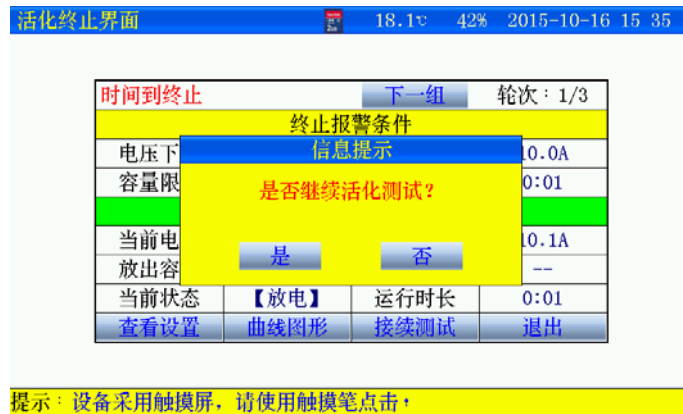 活化终止界面 18.1℃ 42% 2015-10-16 15 35
时间到终止 下一组 轮次：1/3
终止报警条件
电压下 10.0A
信息提示
容量限 0:01
是否继续活化测试？
当前电 10.1A
是 否
放出容 --
当前状态 【放电】 运行时长 0:01
查看设置 曲线图形 接续测试 退出
提示：设备采用触摸屏，请使用触摸笔点击！